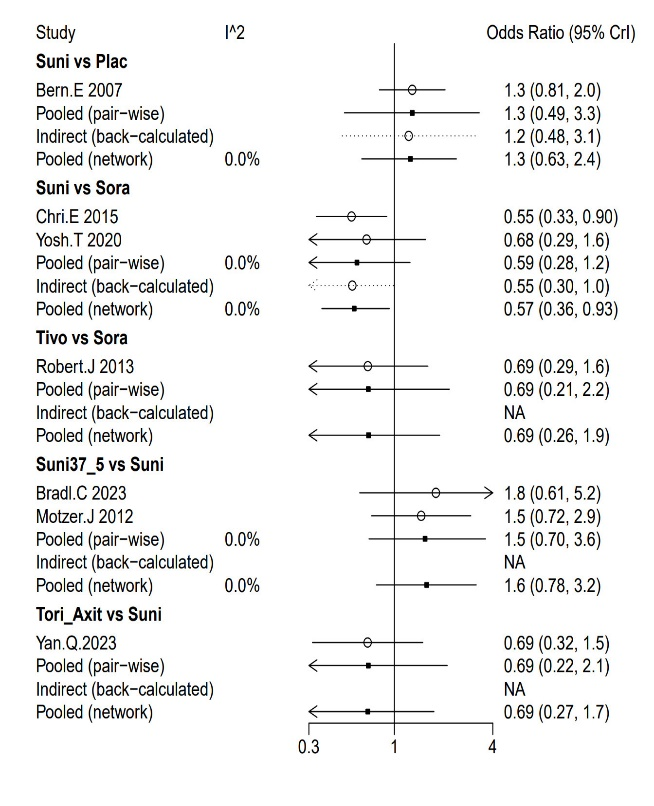 Study I^2 Odds Ratio (95% CrI)
Suni vs Plac
Bern.E 2007 1.3 (0.81, 2.0)
Pooled (pair−wise) 1.3 (0.49, 3.3)
Indirect (back−calculated) 1.2 (0.48, 3.1)
Pooled (network) 0.0% 1.3 (0.63, 2.4)
Suni vs Sora
Chri.E 2015 0.55 (0.33, 0.90)
Yosh.T 2020 0.68 (0.29, 1.6)
Pooled (pair−wise) 0.0% 0.59 (0.28, 1.2)
Indirect (back−calculated) 0.55 (0.30, 1.0)
Pooled (network) 0.0% 0.57 (0.36, 0.93)
Tivo vs Sora
Robert.J 2013 0.69 (0.29, 1.6)
Pooled (pair−wise) 0.69 (0.21, 2.2)
Indirect (back−calculated) NA
Pooled (network) 0.69 (0.26, 1.9)
Suni37_5 vs Suni
Bradl.C 2023 1.8 (0.61, 5.2)
Motzer.J 2012 1.5 (0.72, 2.9)
Pooled (pair−wise) 0.0% 1.5 (0.70, 3.6)
Indirect (back−calculated) NA
Pooled (network) 0.0% 1.6 (0.78, 3.2)
Tori_Axit vs Suni
Yan.Q.2023 0.69 (0.32, 1.5)
Pooled (pair−wise) 0.69 (0.22, 2.1)
Indirect (back−calculated) NA
Pooled (network) 0.69 (0.27, 1.7)
0.3 1 4